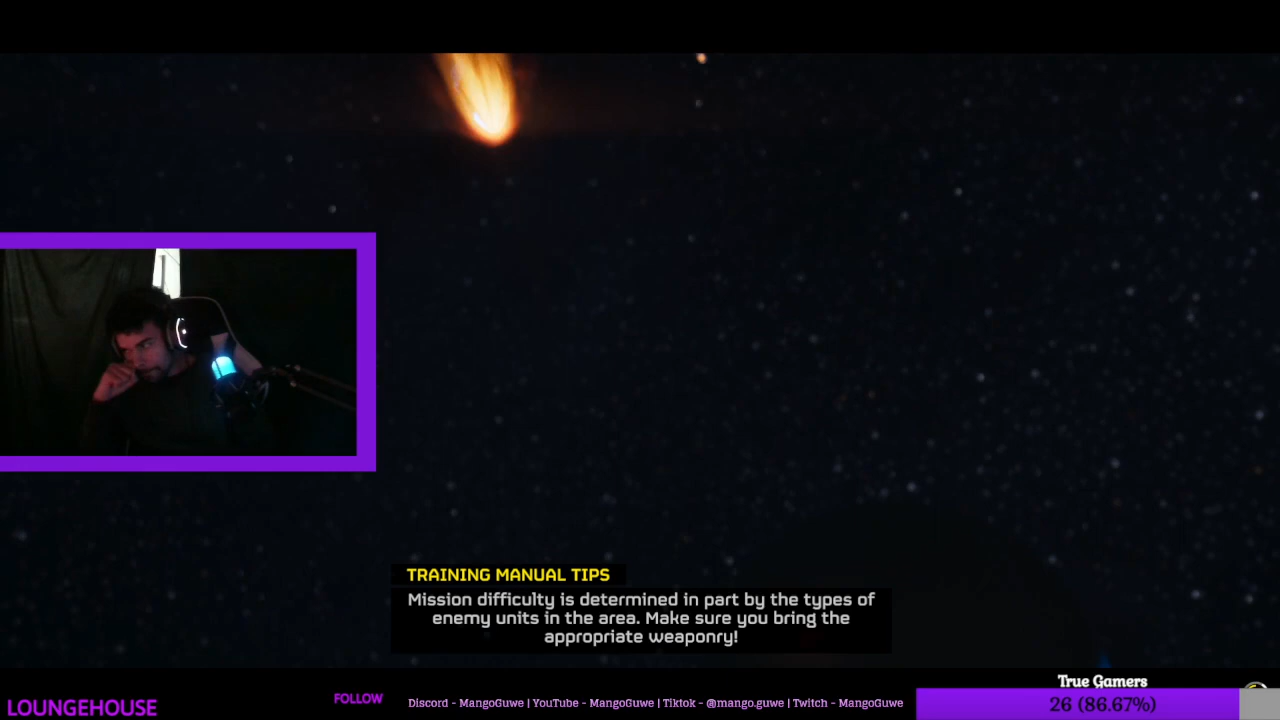 TRAINING MANUAL TIPS
Mission difficulty is determined in part by the types of
enemy units in the area. Make sure you bring the
appropriate weaponry!
True Gamers
26 (86.67%)
LOUNGEHOUSE
FOLLOW
Discord - MangoGuwe | YouTube - MangoGuwe | Tiktok - @mango.guwe | Twitch - MangoGuwe